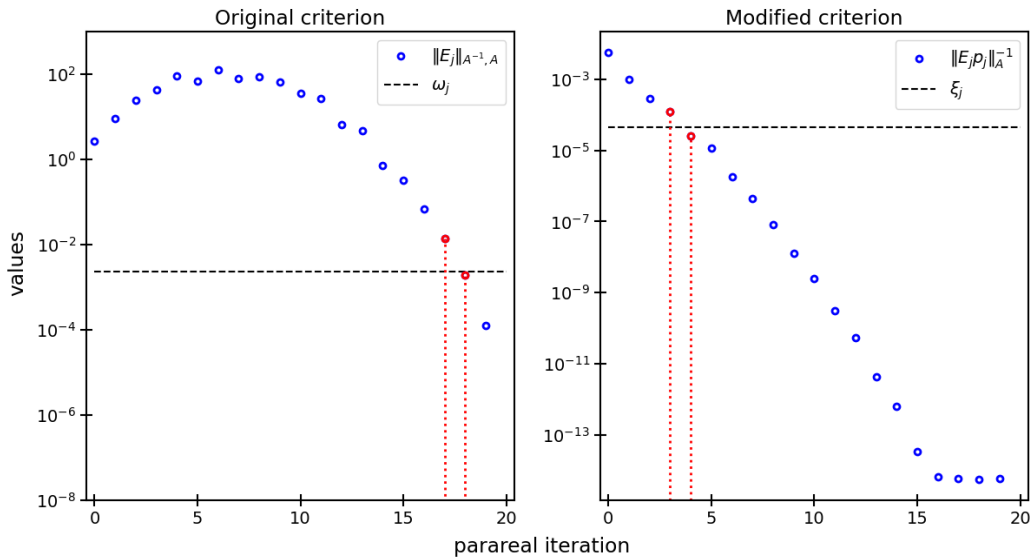 Original criterion
Modified criterion
values
10^2
10^0
10^{-2}
10^{-4}
10^{-6}
10^{-8}
‖E_j‖_{A^{-1},A}
ω_j
0 5 10 15 20
10^{-3}
10^{-5}
10^{-7}
10^{-9}
10^{-11}
10^{-13}
‖E_j p_j‖_A^{-1}
ξ_j
0 5 10 15 20
parareal iteration